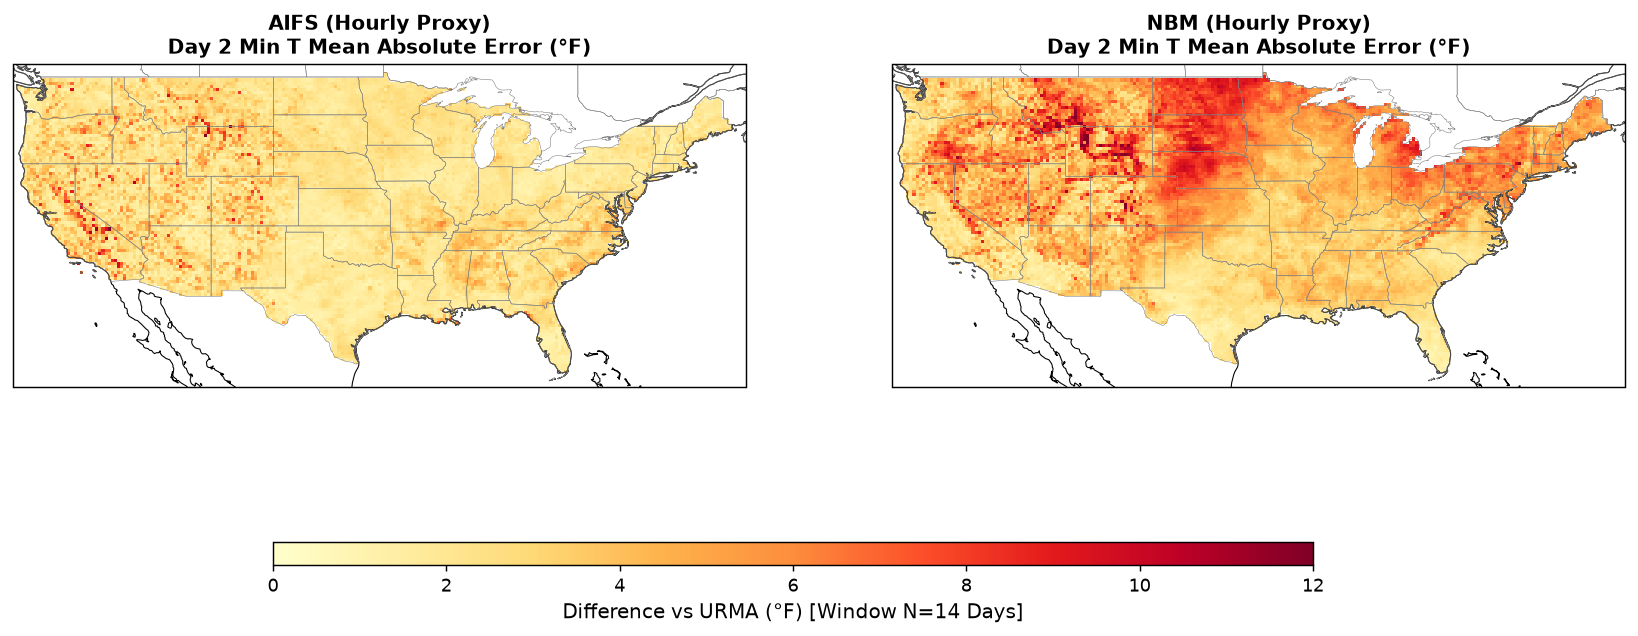 AIFS (Hourly Proxy)
Day 2 Min T Mean Absolute Error (°F)
NBM (Hourly Proxy)
Day 2 Min T Mean Absolute Error (°F)
0 2 4 6 8 10 12
Difference vs URMA (°F) [Window N=14 Days]